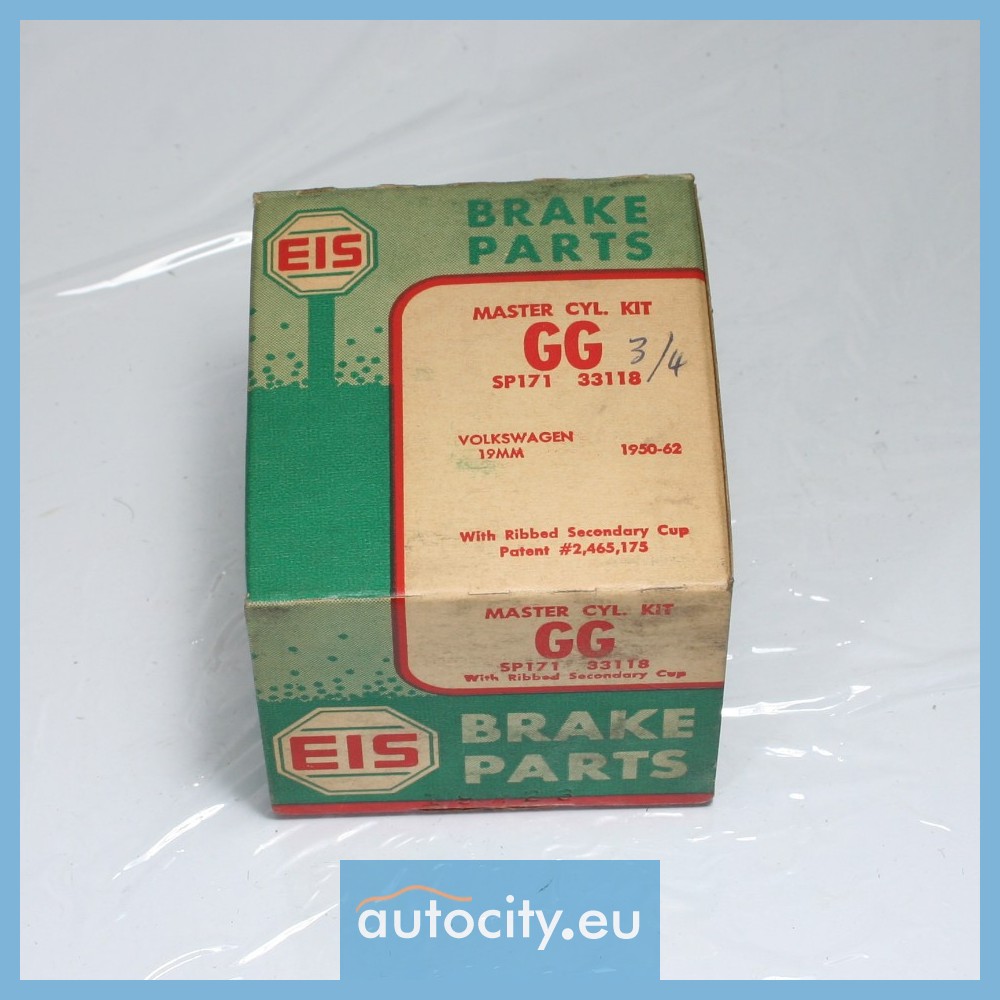 EIS
BRAKE
PARTS
MASTER CYL. KIT
GG 3/4
SP171 33118
VOLKSWAGEN
19MM 1950-62
With Ribbed Secondary Cup
Patent #2,465,175
MASTER CYL. KIT
GG
SP171 33118
With Ribbed Secondary Cup
EIS
BRAKE
PARTS
autocity.eu